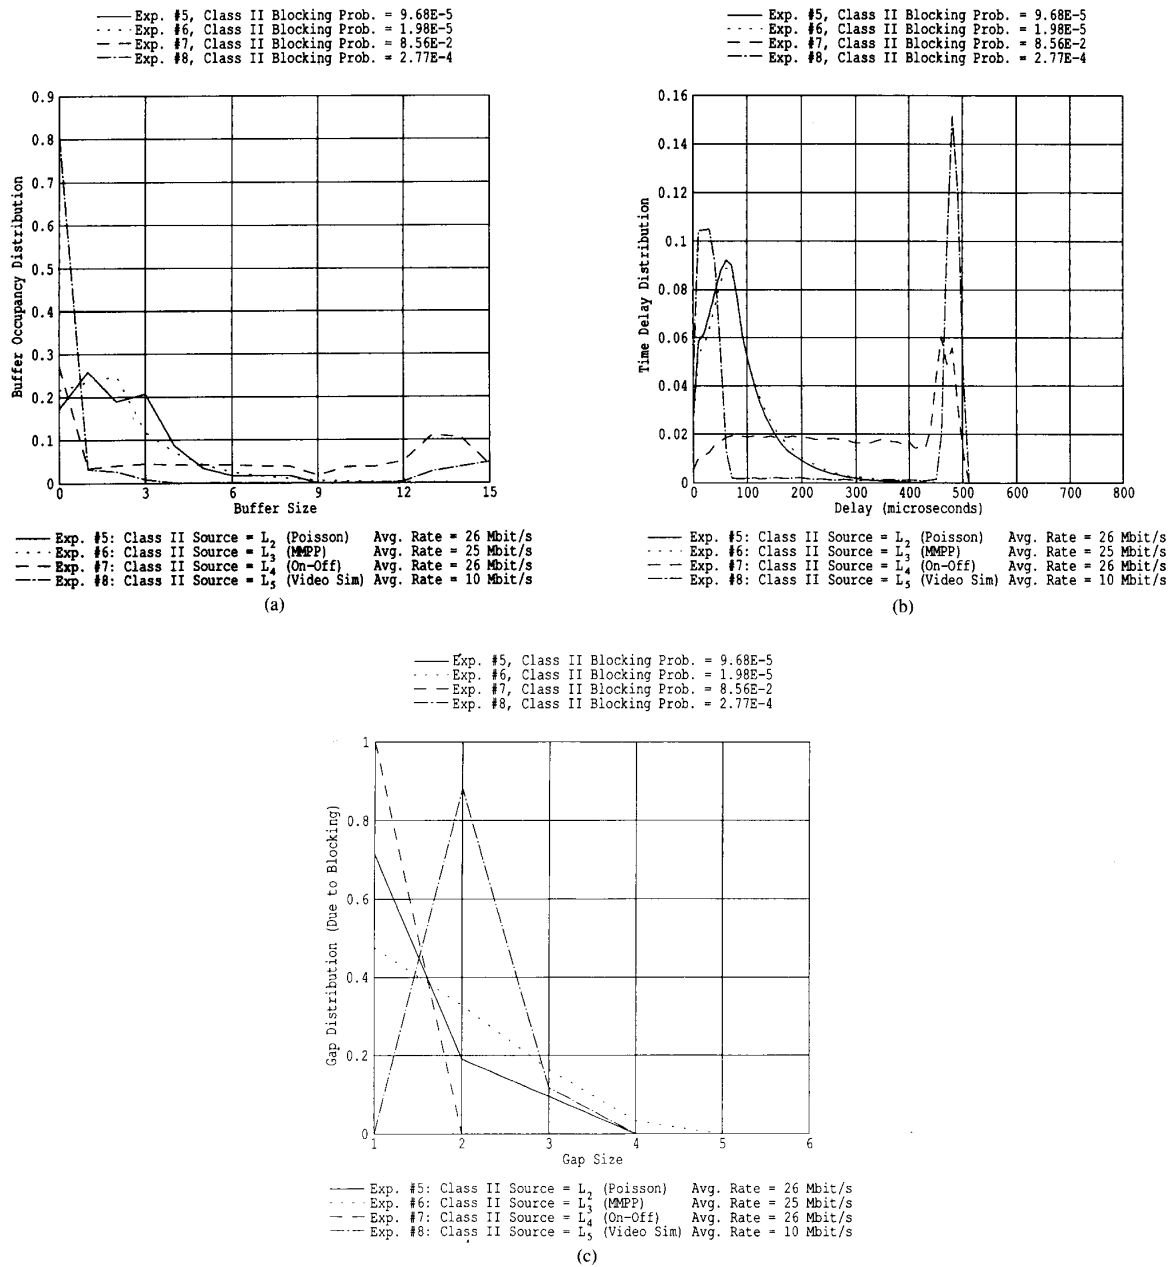 Exp. #5, Class II Blocking Prob. = 9.68E-5
Exp. #6, Class II Blocking Prob. = 1.98E-5
Exp. #7, Class II Blocking Prob. = 8.56E-2
Exp. #8, Class II Blocking Prob. = 2.77E-4
Buffer Occupancy Distribution
0.9
0.8
0.7
0.6
0.5
0.4
0.3
0.2
0.1
0
0 3 6 9 12 15
Buffer Size
Exp. #5: Class II Source = L₂ (Poisson) Avg. Rate = 26 Mbit/s
Exp. #6: Class II Source = L₃ (MMPP) Avg. Rate = 25 Mbit/s
Exp. #7: Class II Source = L₄ (On-Off) Avg. Rate = 26 Mbit/s
Exp. #8: Class II Source = L₅ (Video Sim) Avg. Rate = 10 Mbit/s
(a)
Exp. #5, Class II Blocking Prob. = 9.68E-5
Exp. #6, Class II Blocking Prob. = 1.98E-5
Exp. #7, Class II Blocking Prob. = 8.56E-2
Exp. #8, Class II Blocking Prob. = 2.77E-4
Time Delay Distribution
0.16
0.14
0.12
0.1
0.08
0.06
0.04
0.02
0
0 100 200 300 400 500 600 700 800
Delay (microseconds)
Exp. #5: Class II Source = L₂ (Poisson) Avg. Rate = 26 Mbit/s
Exp. #6: Class II Source = L₃ (MMPP) Avg. Rate = 25 Mbit/s
Exp. #7: Class II Source = L₄ (On-Off) Avg. Rate = 26 Mbit/s
Exp. #8: Class II Source = L₅ (Video Sim) Avg. Rate = 10 Mbit/s
(b)
Exp. #5, Class II Blocking Prob. = 9.68E-5
Exp. #6, Class II Blocking Prob. = 1.98E-5
Exp. #7, Class II Blocking Prob. = 8.56E-2
Exp. #8, Class II Blocking Prob. = 2.77E-4
Gap Distribution (Due to Blocking)
1
0.8
0.6
0.4
0.2
0
1 2 3 4 5 6
Gap Size
Exp. #5: Class II Source = L₂ (Poisson) Avg. Rate = 26 Mbit/s
Exp. #6: Class II Source = L₃ (MMPP) Avg. Rate = 25 Mbit/s
Exp. #7: Class II Source = L₄ (On-Off) Avg. Rate = 26 Mbit/s
Exp. #8: Class II Source = L₅ (Video Sim) Avg. Rate = 10 Mbit/s
(c)